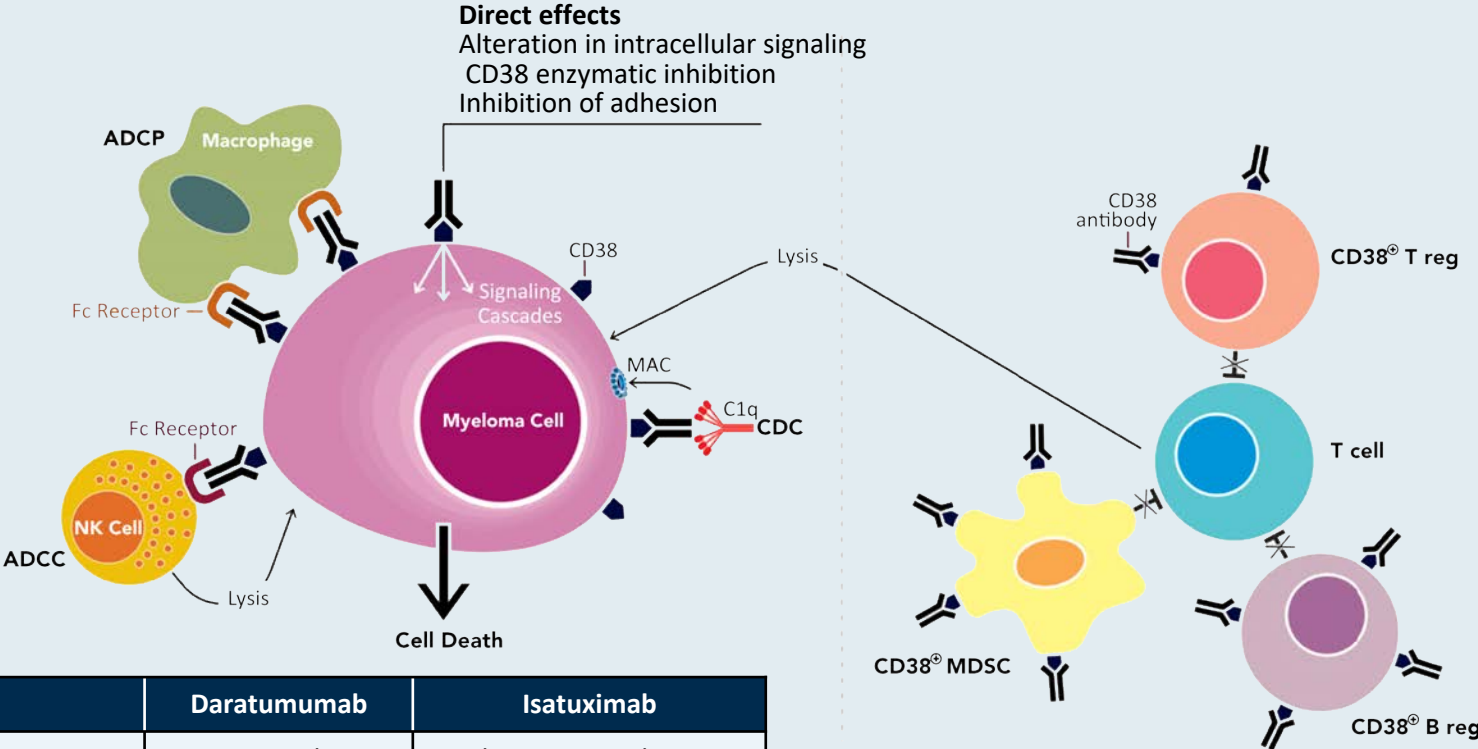 Direct effects
Alteration in intracellular signaling
CD38 enzymatic inhibition
Inhibition of adhesion
ADCP
Macrophage
Fc Receptor
Signaling
Cascades
CD38
Lysis
MAC
C1q
CDC
Myeloma Cell
Fc Receptor
NK Cell
ADCC
Lysis
Cell Death
CD38
antibody
CD38⊕ T reg
T cell
CD38⊕ MDSC
CD38⊕ B reg
Daratumumab
Isatuximab